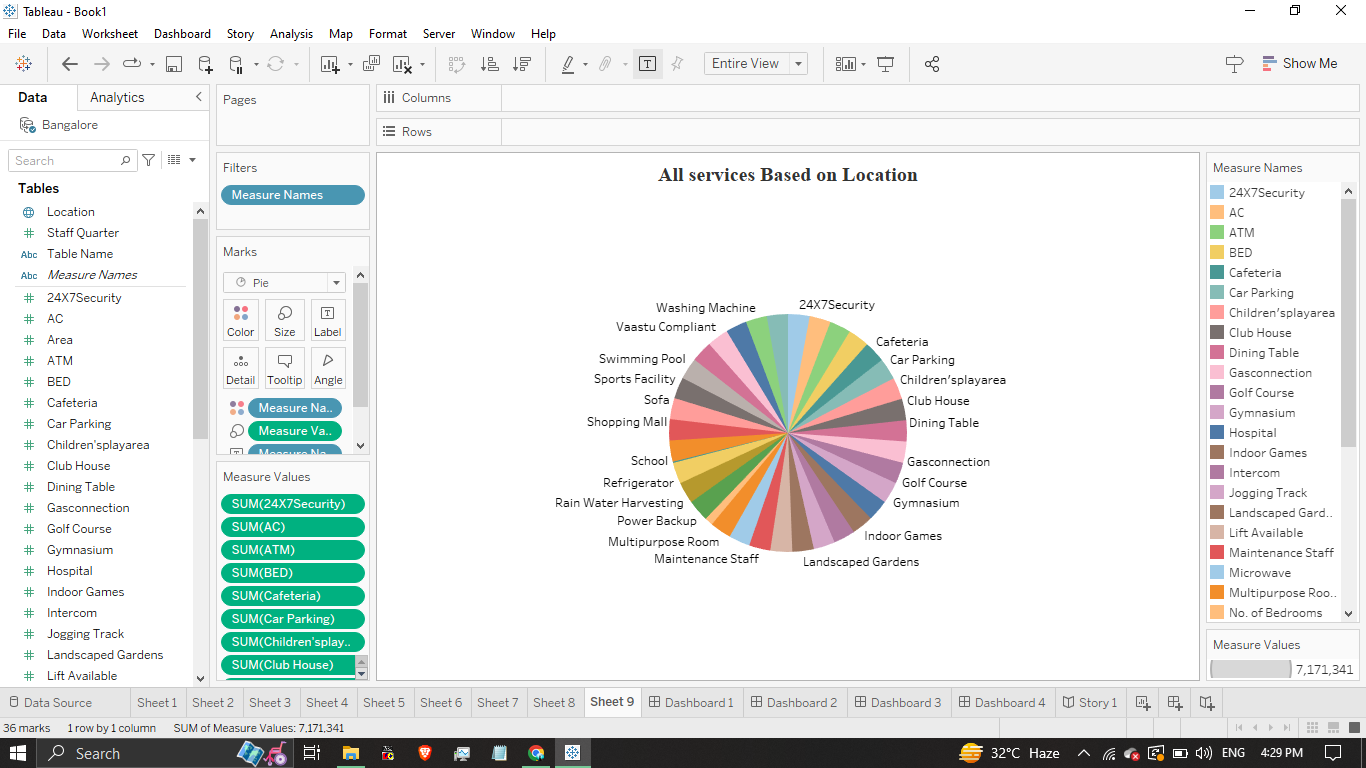 Tableau - Book1
File Data Worksheet Dashboard Story Analysis Map Format Server Window Help
Entire View
Show Me
Data
Analytics
Bangalore
Search
Tables
Location
# Staff Quarter
Abc Table Name
Abc Measure Names
# 24X7Security
# AC
# Area
# ATM
# BED
# Cafeteria
# Car Parking
# Children'splayarea
# Club House
# Dining Table
# Gasconnection
# Golf Course
# Gymnasium
# Hospital
# Indoor Games
# Intercom
# Jogging Track
# Landscaped Gardens
# Lift Available
Pages
Filters
Measure Names
Marks
Pie
Color Size Label
Detail Tooltip Angle
Measure Na..
Measure Va..
Measure Na..
Measure Values
SUM(24X7Security)
SUM(AC)
SUM(ATM)
SUM(BED)
SUM(Cafeteria)
SUM(Car Parking)
SUM(Children'splay..
SUM(Club House)
Columns
Rows
All services Based on Location
24X7Security
Cafeteria
Car Parking
Children'splayarea
Club House
Dining Table
Gasconnection
Golf Course
Gymnasium
Indoor Games
Landscaped Gardens
Maintenance Staff
Multipurpose Room
Power Backup
Rain Water Harvesting
Refrigerator
School
Shopping Mall
Sofa
Sports Facility
Swimming Pool
Vaastu Compliant
Washing Machine
Measure Names
24X7Security
AC
ATM
BED
Cafeteria
Car Parking
Children'splayarea
Club House
Dining Table
Gasconnection
Golf Course
Gymnasium
Hospital
Indoor Games
Intercom
Jogging Track
Landscaped Gard..
Lift Available
Maintenance Staff
Microwave
Multipurpose Roo..
No. of Bedrooms
Measure Values
7,171,341
Data Source Sheet 1 Sheet 2 Sheet 3 Sheet 4 Sheet 5 Sheet 6 Sheet 7 Sheet 8 Sheet 9 Dashboard 1 Dashboard 2 Dashboard 3 Dashboard 4 Story 1
36 marks 1 row by 1 column SUM of Measure Values: 7,171,341
Search
32°C Haze
ENG
4:29 PM